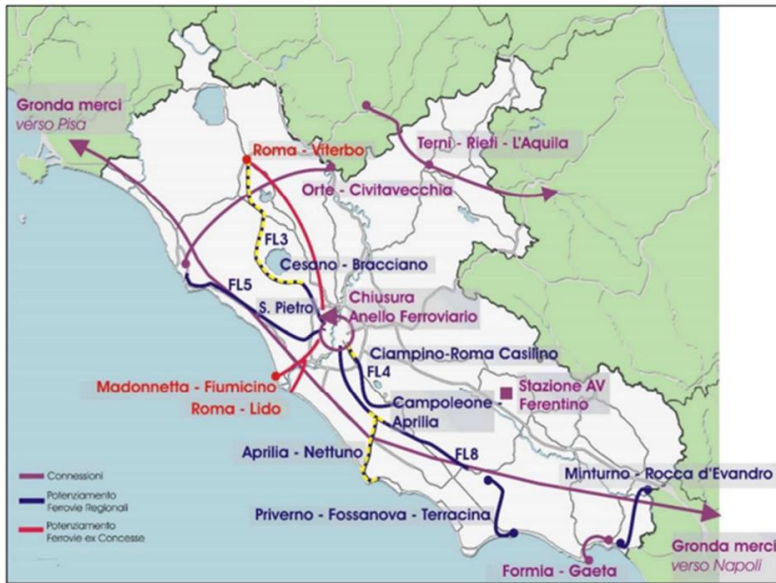 Gronda merci
verso Pisa
Roma - Viterbo
Terni - Rieti - L'Aquila
Orte - Civitavecchia
FL3
Cesano - Bracciano
FL5
S. Pietro
Chiusura
Anello Ferroviario
Ciampino-Roma Casilino
FL4
Madonnetta - Fiumicino
Roma - Lido
Stazione AV
Ferentino
Campoleone -
Aprilia
Aprilia - Nettuno
FL8
Minturno - Rocca d'Evandro
Connessioni
Potenziamento
Ferrovie Regionali
Potenziamento
Ferrovie ex Concesse
Priverno - Fossanova - Terracina
Gronda merci
verso Napoli
Formia - Gaeta